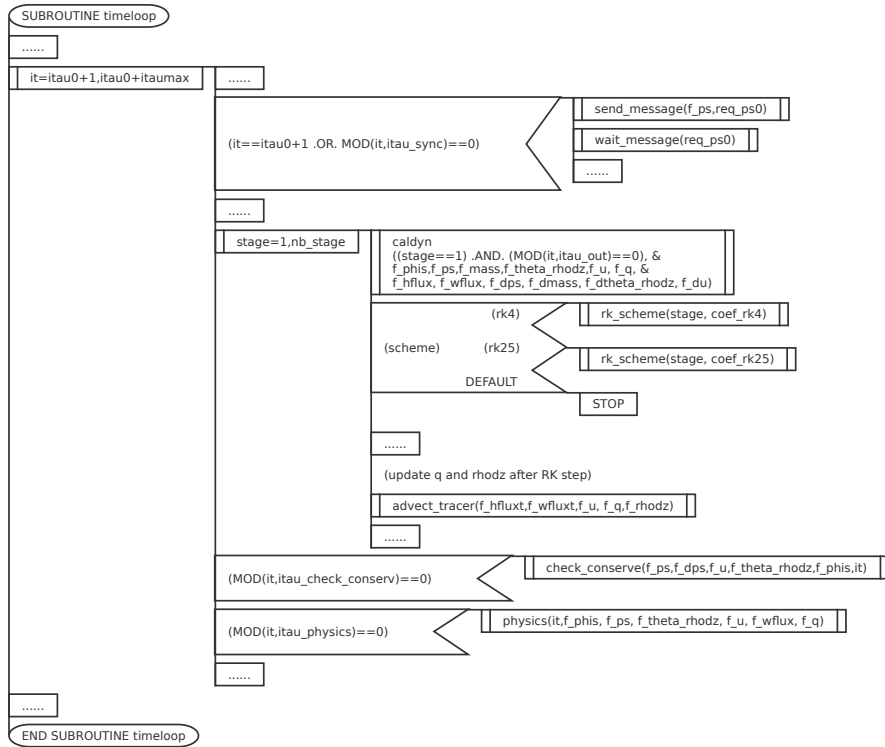 SUBROUTINE timeloop
......
it=itau0+1,itau0+itaumax
......
(it==itau0+1 .OR. MOD(it,itau_sync)==0)
send_message(f_ps,req_ps0)
wait_message(req_ps0)
......
......
stage=1,nb_stage
caldyn
((stage==1) .AND. (MOD(it,itau_out)==0), &
f_phis,f_ps,f_mass,f_theta_rhodz,f_u, f_q, &
f_hflux, f_wflux, f_dps, f_dmass, f_dtheta_rhodz, f_du)
(scheme)
(rk4)
rk_scheme(stage, coef_rk4)
(rk25)
rk_scheme(stage, coef_rk25)
DEFAULT
STOP
......
(update q and rhodz after RK step)
advect_tracer(f_hfluxt,f_wfluxt,f_u, f_q,f_rhodz)
......
(MOD(it,itau_check_conserv)==0)
check_conserve(f_ps,f_dps,f_u,f_theta_rhodz,f_phis,it)
(MOD(it,itau_physics)==0)
physics(it,f_phis, f_ps, f_theta_rhodz, f_u, f_wflux, f_q)
......
......
END SUBROUTINE timeloop